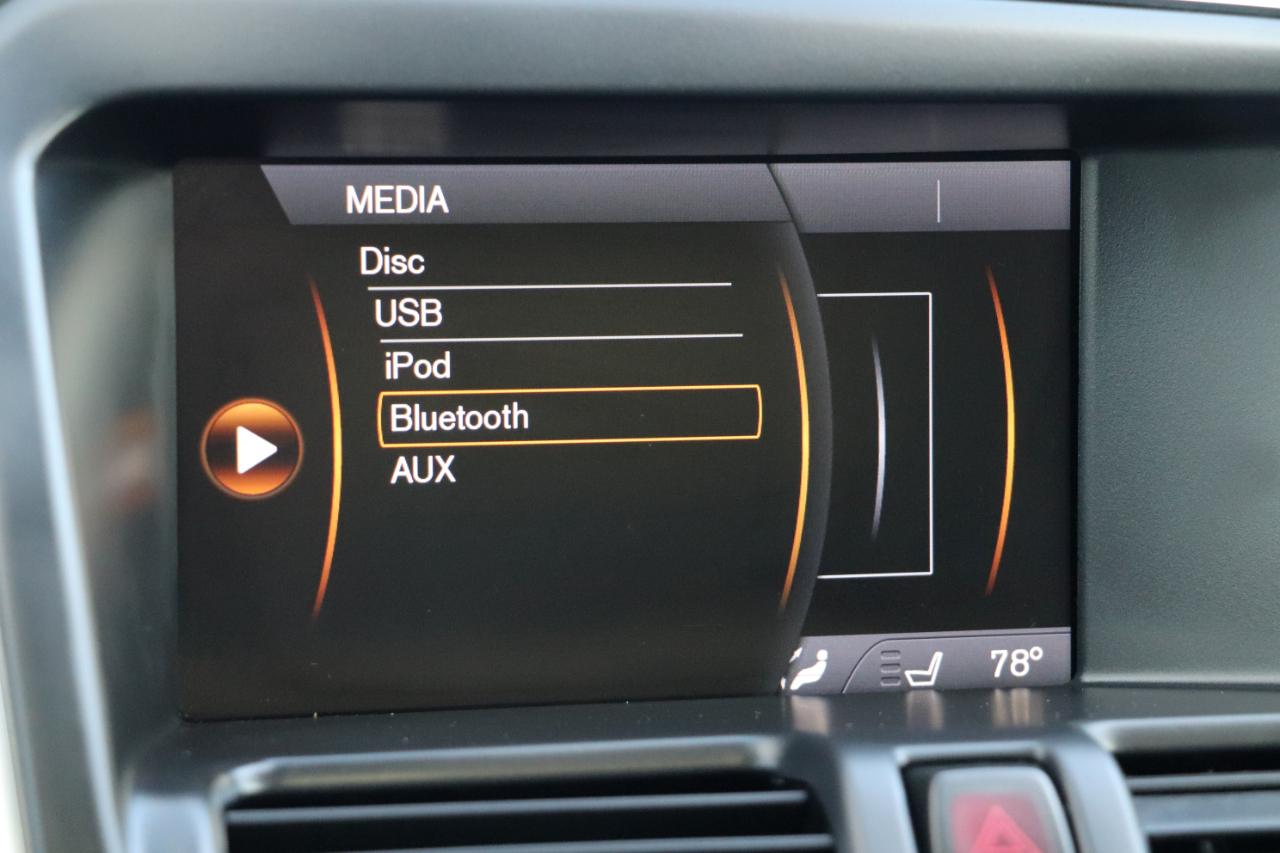 MEDIA
Disc
USB
iPod
Bluetooth
AUX
78°